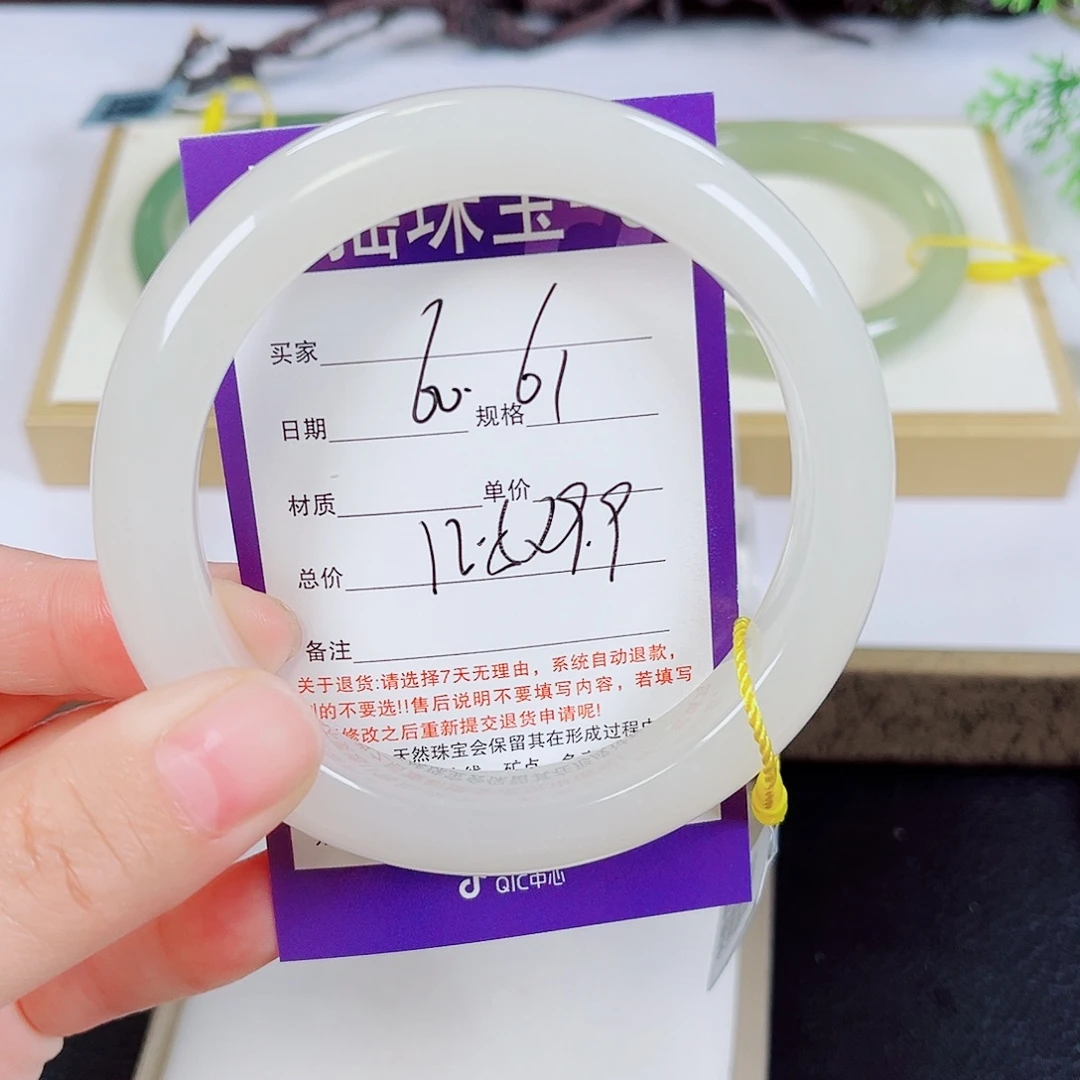 珠宝
买家
60. 61
日期 规格
材质 单价
12.6
总价
备注
关于退货:请选择7天无理由，系统自动退款，
的不要选!!售后说明不要填写内容，若填写
修改之后重新提交退货申请呢!
天然珠宝会保留其在形成过程
矿点
QIC中心